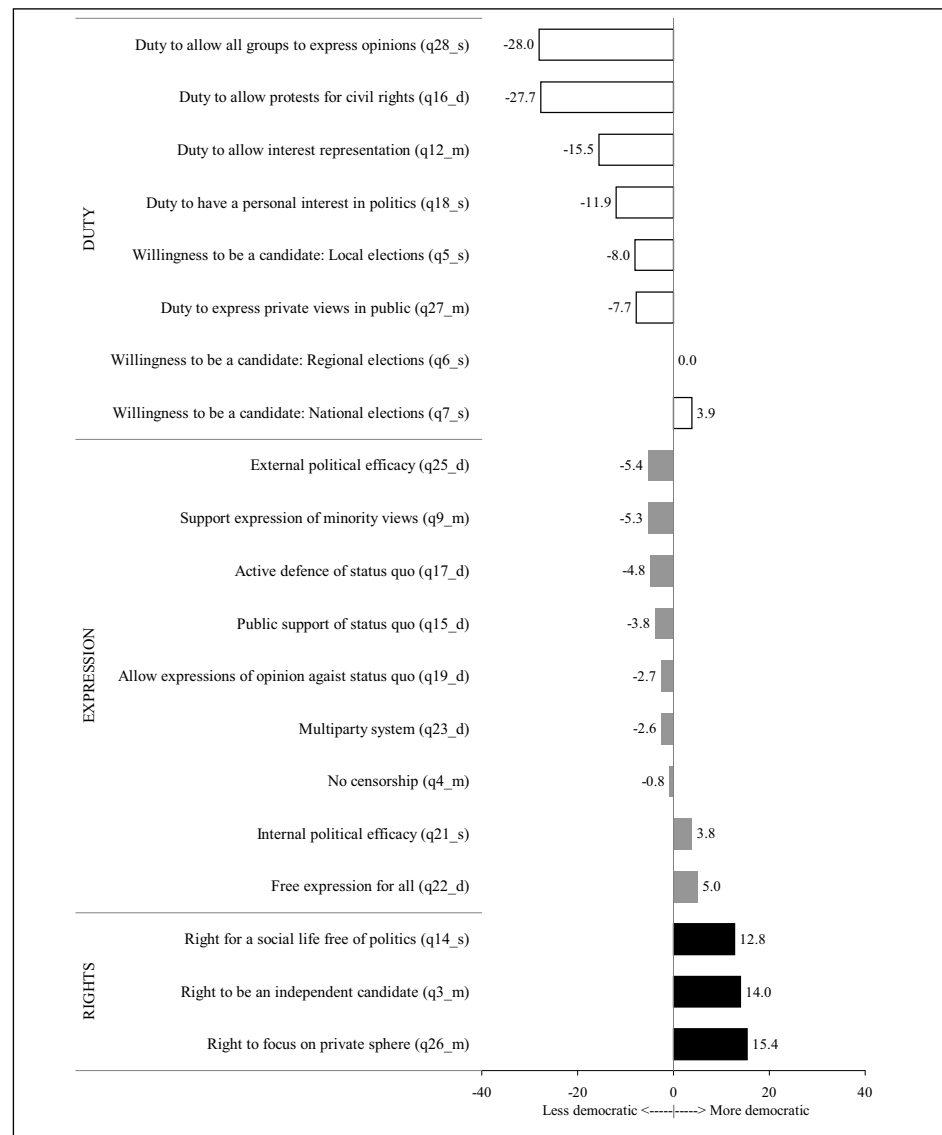 Duty to allow all groups to express opinions (q28_s) -28.0
Duty to allow protests for civil rights (q16_d) -27.7
Duty to allow interest representation (q12_m) -15.5
Duty to have a personal interest in politics (q18_s) -11.9
DUTY
Willingness to be a candidate: Local elections (q5_s) -8.0
Duty to express private views in public (q27_m) -7.7
Willingness to be a candidate: Regional elections (q6_s) 0.0
Willingness to be a candidate: National elections (q7_s) 3.9
External political efficacy (q25_d) -5.4
Support expression of minority views (q9_m) -5.3
Active defence of status quo (q17_d) -4.8
Public support of status quo (q15_d) -3.8
EXPRESSION
Allow expressions of opinion agaist status quo (q19_d) -2.7
Multiparty system (q23_d) -2.6
No censorship (q4_m) -0.8
Internal political efficacy (q21_s) 3.8
Free expression for all (q22_d) 5.0
Right for a social life free of politics (q14_s) 12.8
RIGHTS
Right to be an independent candidate (q3_m) 14.0
Right to focus on private sphere (q26_m) 15.4
-40 -20 0 20 40
Less democratic <-----|-----> More democratic